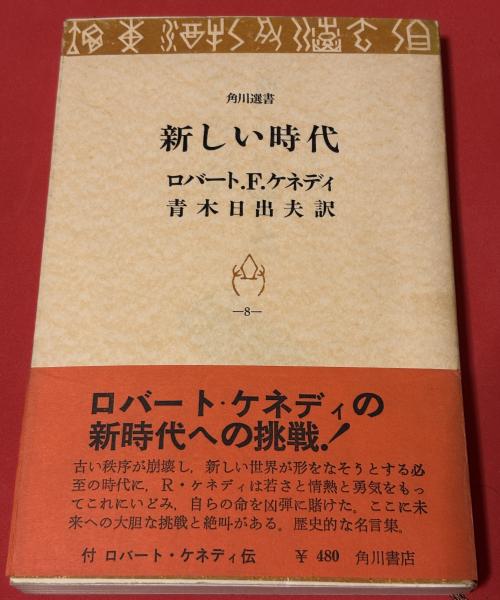 角川選書
新しい時代
ロバート.F.ケネディ
青木日出夫訳
—8—
ロバート・ケネディの
新時代への挑戦!
古い秩序が崩壊し、新しい世界が形をなそうとする必
至の時代に、R・ケネディは若さと情熱と勇気をもっ
てこれにいどみ、自らの命を凶弾に賭けた。ここに未
来への大胆な挑戦と絶叫がある。歴史的な名言集。
付 ロバート・ケネディ伝 ¥480 角川書店